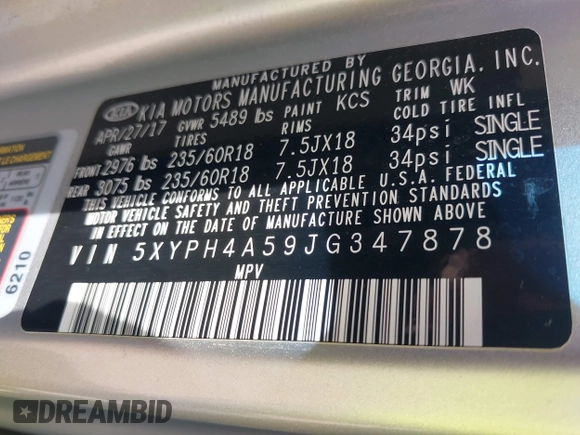 MANUFACTURED BY
KIA KIA MOTORS MANUFACTURING GEORGIA, INC.
APR/27/17 GVWR 5489 lbs PAINT KCS TRIM WK
GAWR TIRES RIMS COLD TIRE INFL
FRONT 2976 lbs 235/60R18 7.5JX18 34psi SINGLE
REAR 3075 lbs 235/60R18 7.5JX18 34psi SINGLE
THIS VEHICLE CONFORMS TO ALL APPLICABLE U.S.A. FEDERAL
MOTOR VEHICLE SAFETY AND THEFT PREVENTION STANDARDS
IN EFFECT ON THE DATE OF MANUFACTURE SHOWN ABOVE
VIN 5XYPH4A59JG347878
MPV
6210
DREAMBID